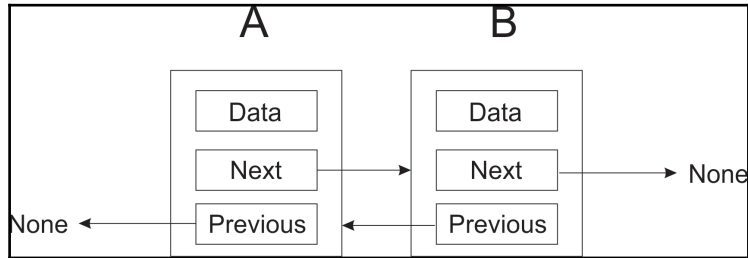 A B
Data Data
Next Next None
None Previous Previous